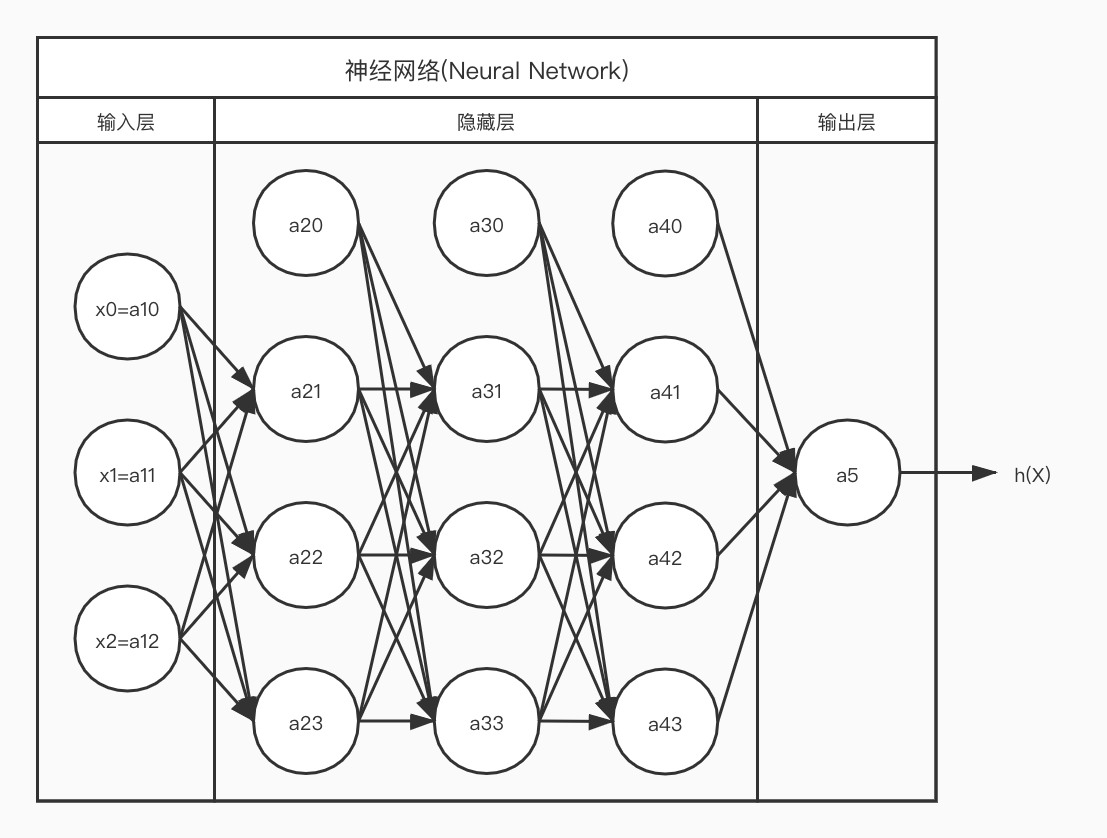 神经网络(Neural Network)
输入层
隐藏层
输出层
a20
a30
a40
x0=a10
a21
a31
a41
x1=a11
a5
h(X)
a22
a32
a42
x2=a12
a23
a33
a43